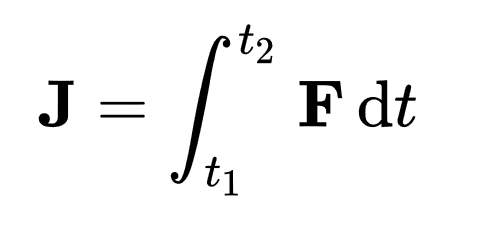 J = ∫_{t₁}^{t₂} F dt